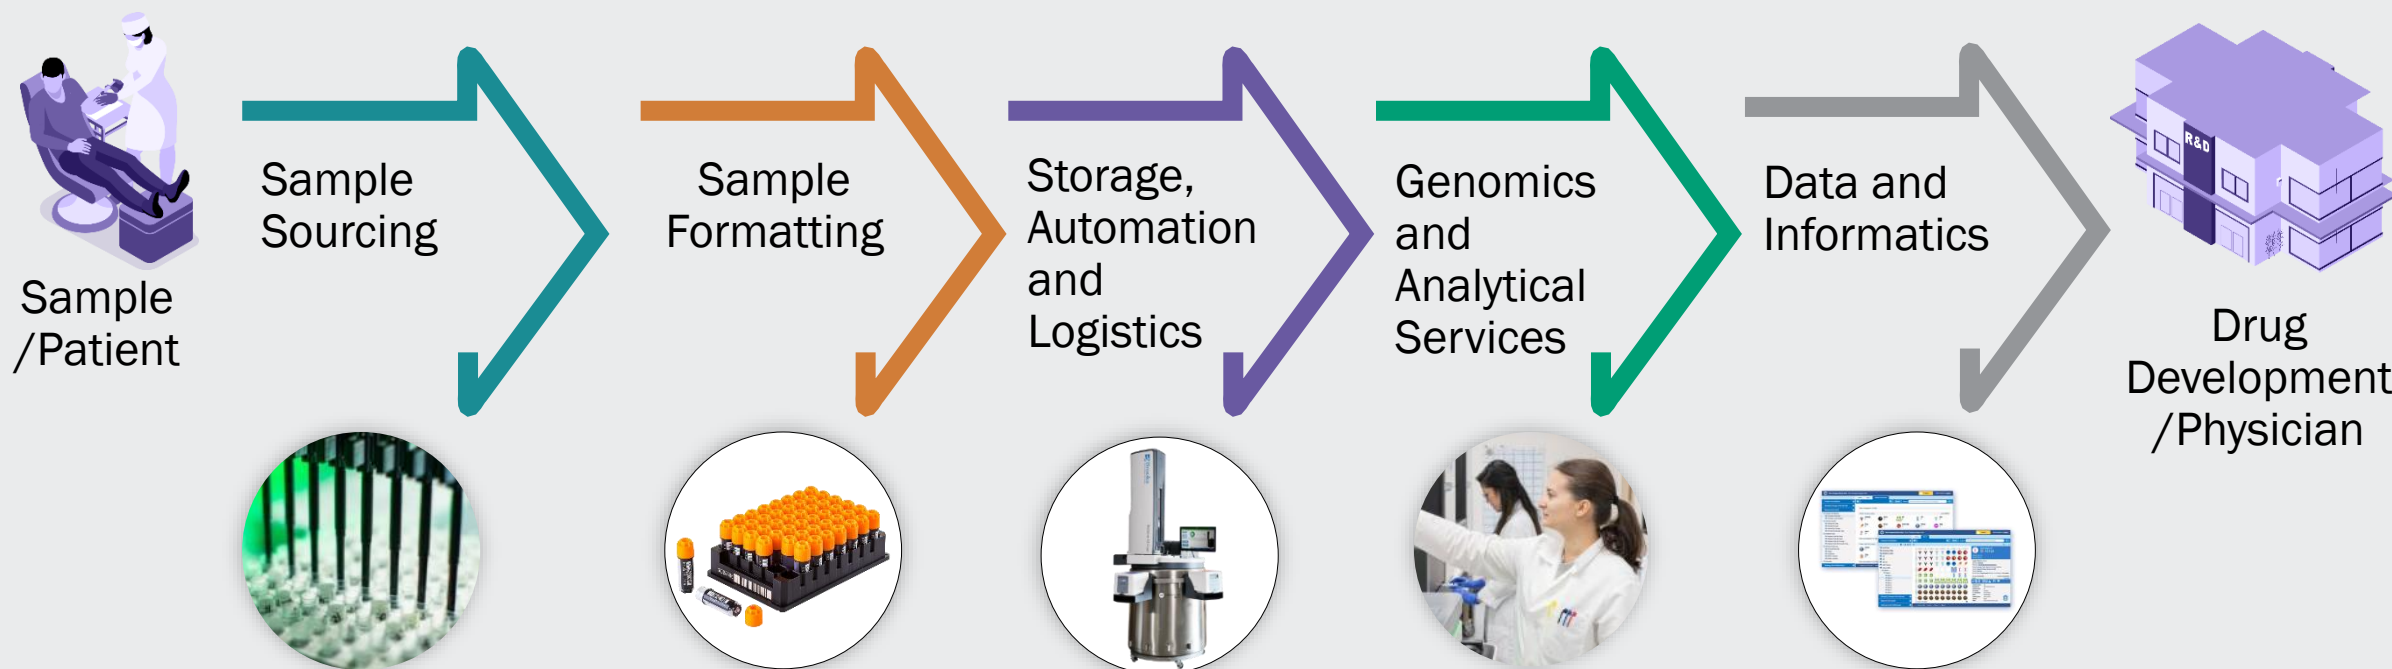 Sample
/Patient
Sample
Sourcing
Sample
Formatting
Storage,
Automation
and
Logistics
Genomics
and
Analytical
Services
Data and
Informatics
R&D
Drug
Development
/Physician